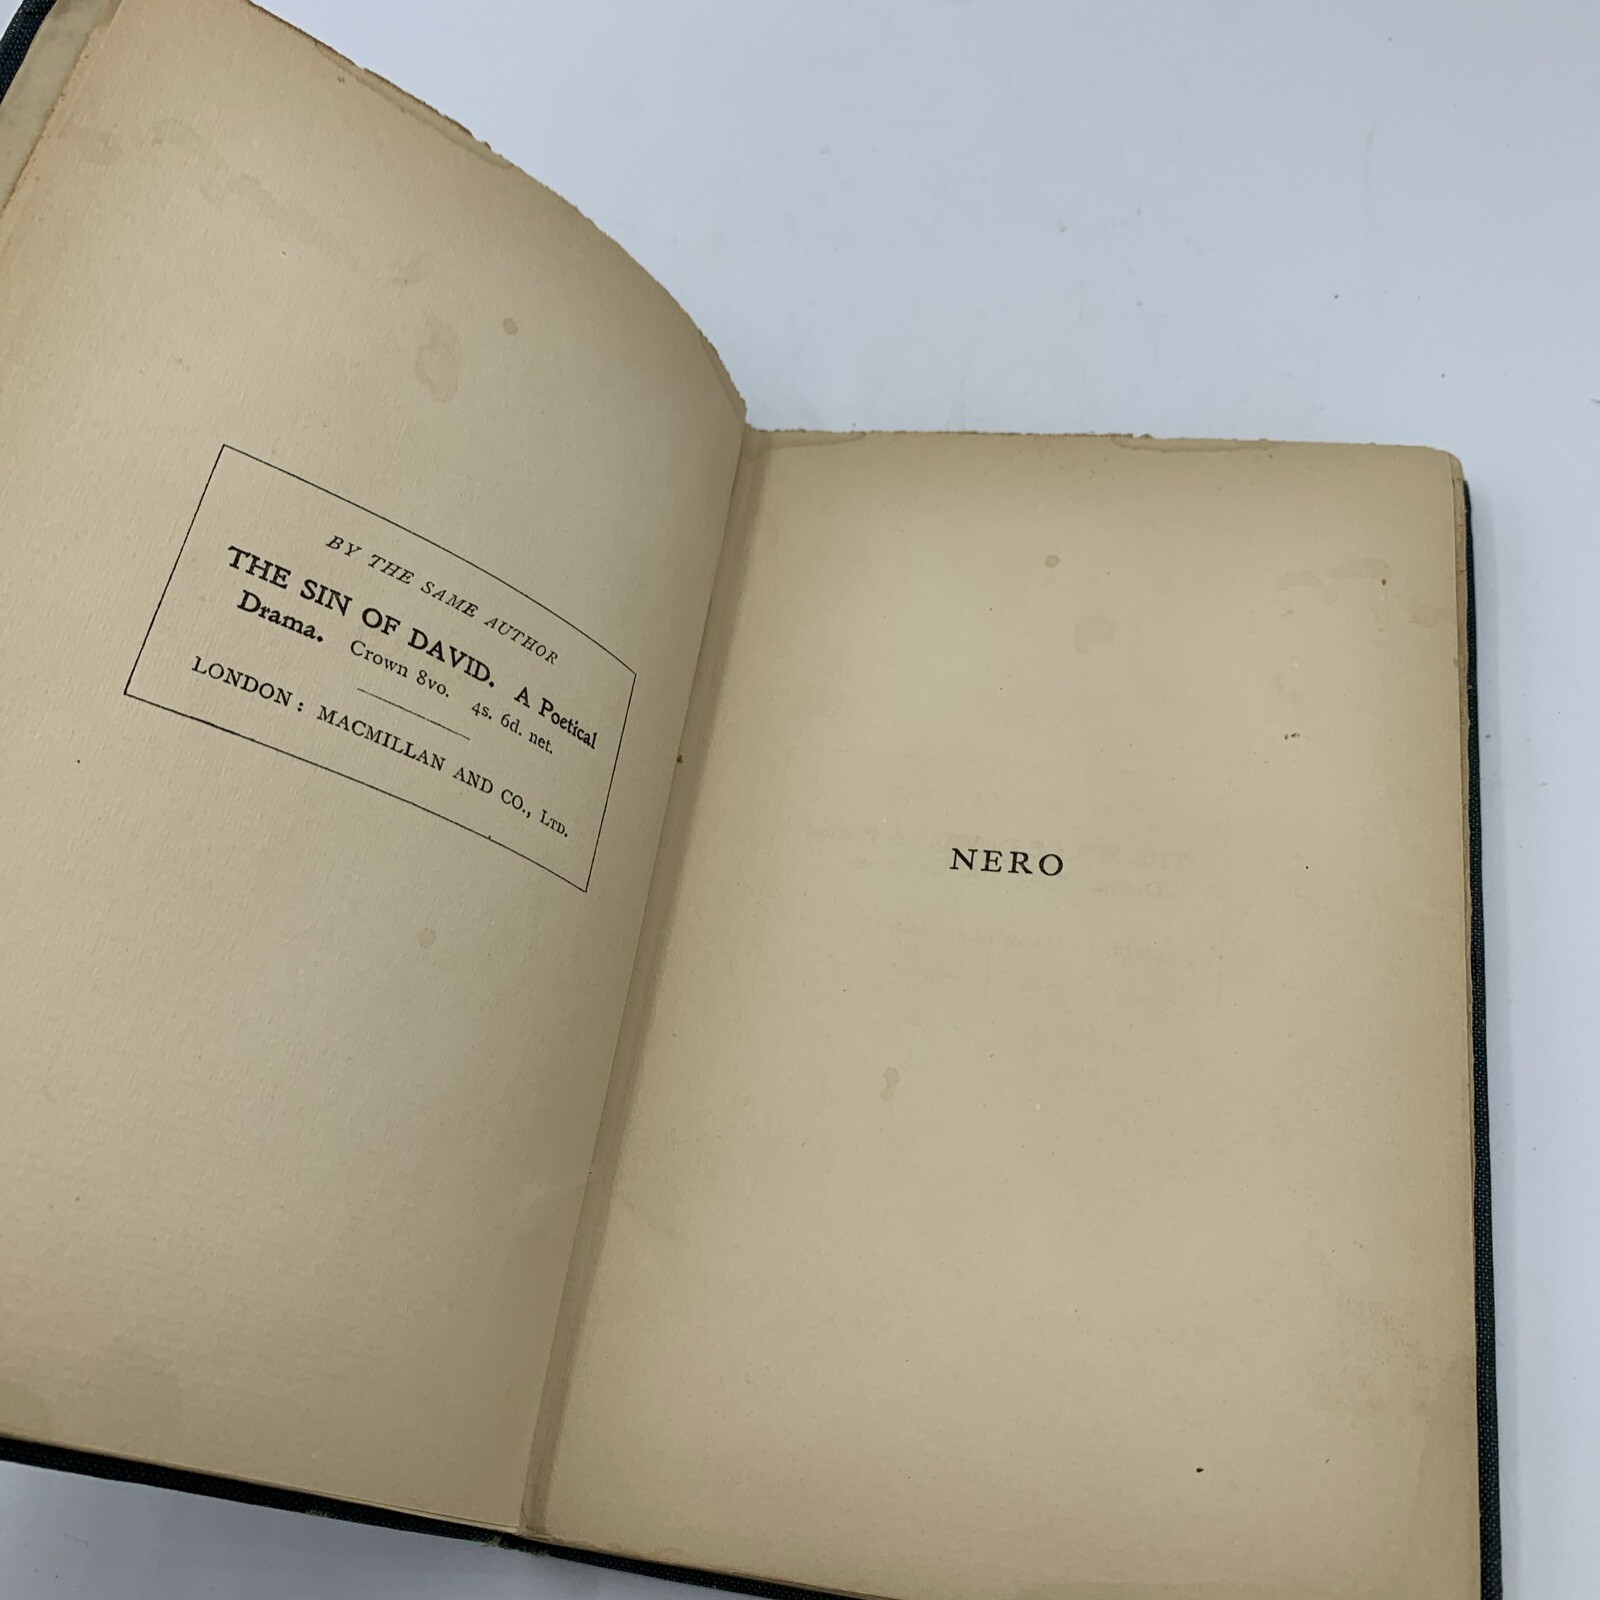 BY THE SAME AUTHOR
THE SIN OF DAVID. A Poetical
Drama. Crown 8vo. 4s. 6d. net.
LONDON: MACMILLAN AND CO., LTD.
NERO